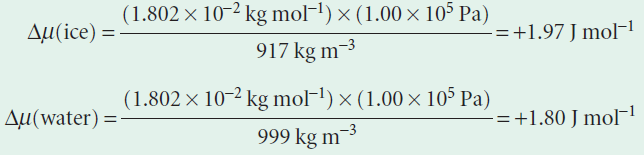 Δμ(ice) = (1.802 × 10⁻² kg mol⁻¹) × (1.00 × 10⁵ Pa) / 917 kg m⁻³ = +1.97 J mol⁻¹
Δμ(water) = (1.802 × 10⁻² kg mol⁻¹) × (1.00 × 10⁵ Pa) / 999 kg m⁻³ = +1.80 J mol⁻¹